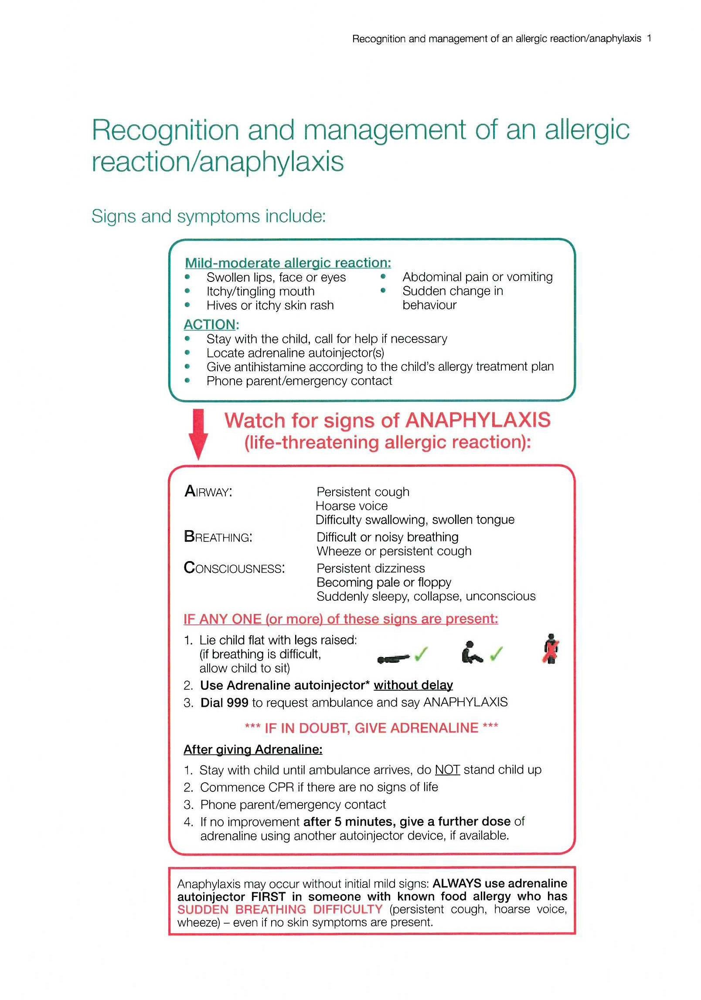 Recognition and management of an allergic reaction/anaphylaxis 1
Recognition and management of an allergic
reaction/anaphylaxis
Signs and symptoms include:
Mild-moderate allergic reaction:
• Swollen lips, face or eyes
• Itchy/tingling mouth
• Hives or itchy skin rash
• Abdominal pain or vomiting
• Sudden change in
behaviour
ACTION:
• Stay with the child, call for help if necessary
• Locate adrenaline autoinjector(s)
• Give antihistamine according to the child's allergy treatment plan
• Phone parent/emergency contact
Watch for signs of ANAPHYLAXIS
(life-threatening allergic reaction):
AIRWAY: Persistent cough
Hoarse voice
Difficulty swallowing, swollen tongue
BREATHING: Difficult or noisy breathing
Wheeze or persistent cough
CONSCIOUSNESS: Persistent dizziness
Becoming pale or floppy
Suddenly sleepy, collapse, unconscious
IF ANY ONE (or more) of these signs are present:
1. Lie child flat with legs raised:
(if breathing is difficult,
allow child to sit)
2. Use Adrenaline autoinjector* without delay
3. Dial 999 to request ambulance and say ANAPHYLAXIS
*** IF IN DOUBT, GIVE ADRENALINE ***
After giving Adrenaline:
1. Stay with child until ambulance arrives, do NOT stand child up
2. Commence CPR if there are no signs of life
3. Phone parent/emergency contact
4. If no improvement after 5 minutes, give a further dose of
adrenaline using another autoinjector device, if available.
Anaphylaxis may occur without initial mild signs: ALWAYS use adrenaline
autoinjector FIRST in someone with known food allergy who has
SUDDEN BREATHING DIFFICULTY (persistent cough, hoarse voice,
wheeze) – even if no skin symptoms are present.